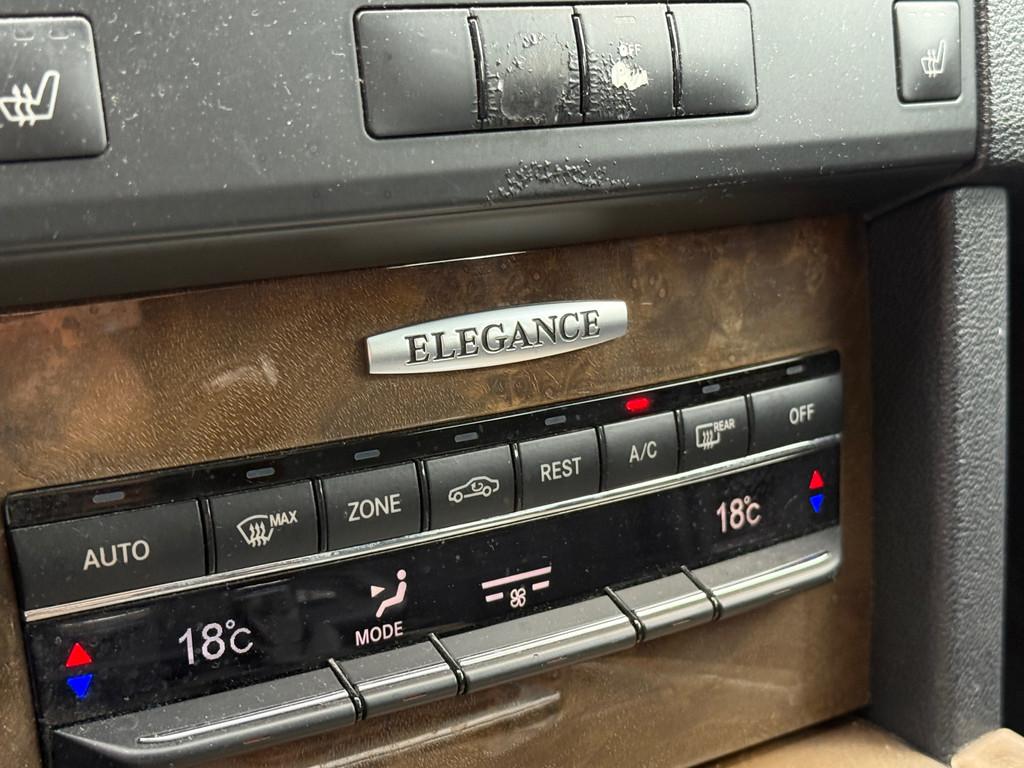 OFF
ELEGANCE
AUTO
MAX
ZONE
REST
A/C
REAR
OFF
18°C
MODE
18°C